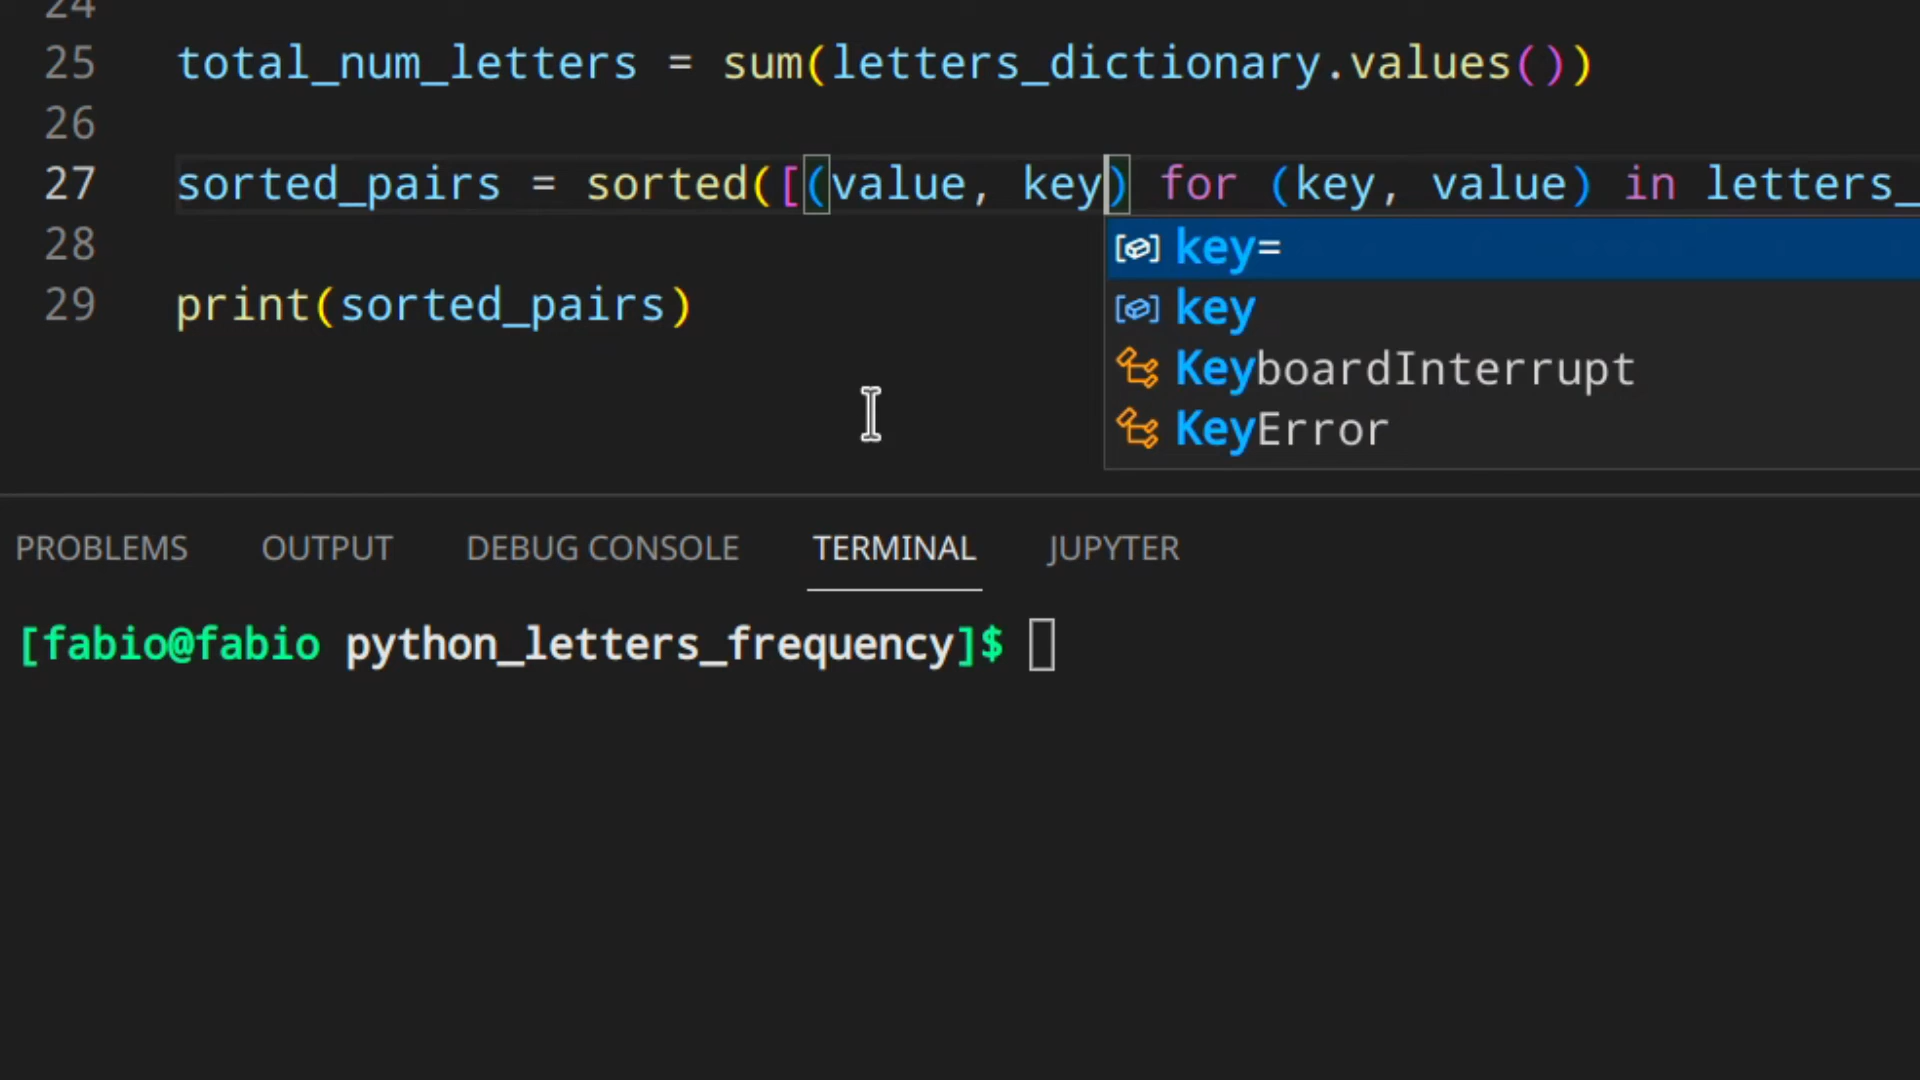 24
25 total_num_letters = sum(letters_dictionary.values())
26
27 sorted_pairs = sorted([(value, key) for (key, value) in letters_
28
29 print(sorted_pairs)
key=
key
KeyboardInterrupt
KeyError
PROBLEMS OUTPUT DEBUG CONSOLE TERMINAL JUPYTER
[fabio@fabio python_letters_frequency]$